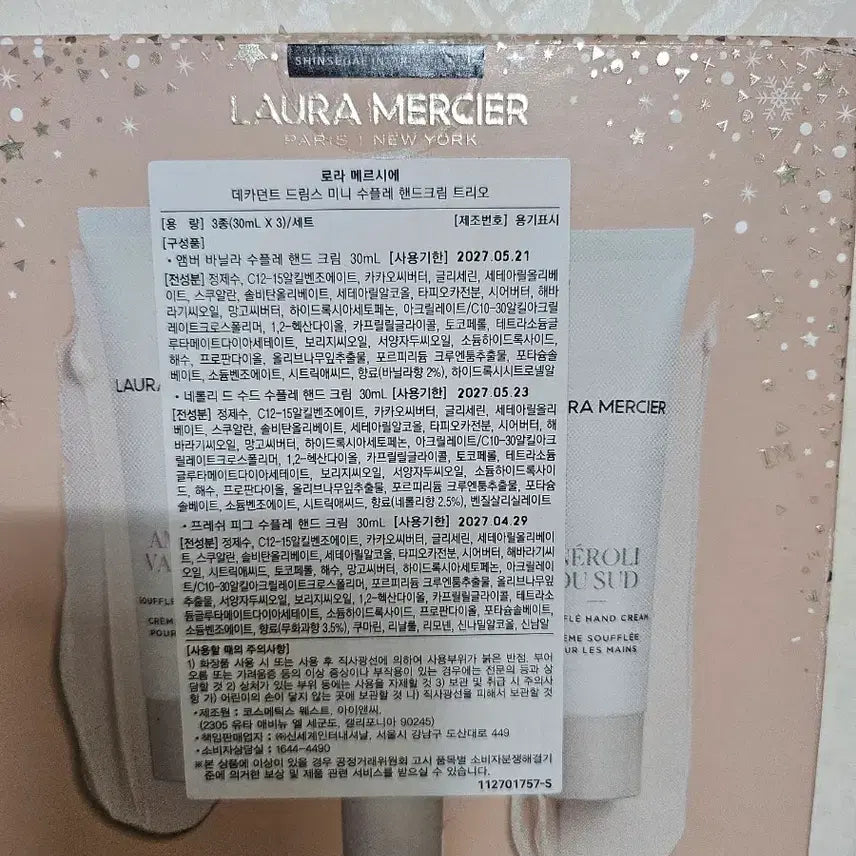 LAURA MERCIER
PARIS | NEW YORK
로라 메르시에
데카던트 드림스 미니 수플레 핸드크림 트리오
[용 량] 3종(30mL X 3)/세트 [제조번호] 용기표시
[구성품]
• 앰버 바닐라 수플레 핸드 크림 30mL [사용기한] 2027.05.21
[전성분] 정제수, C12-15알킬벤조에이트, 카카오씨버터, 글리세린, 세테아릴올리베
이트, 스쿠알란, 솔비탄올리베이트, 세테아릴알코올, 타피오카전분, 시어버터, 해바
라기씨오일, 망고씨버터, 하이드록시아세토페논, 아크릴레이트/C10-30알킬아크릴
레이트크로스폴리머, 1,2-헥산다이올, 카프릴릴글라이콜, 토코페롤, 테트라소듐글
루타메이트다이아세테이트, 보리지씨오일, 서양자두씨오일, 소듐하이드록사이드,
해수, 프로판다이올, 올리브나무잎추출물, 포르피리듐 크루엔툼추출물, 포타슘솔
베이트, 소듐벤조에이트, 시트릭애씨드, 향료(바닐라향 2%), 하이드록시시트로넬알
• 네롤리 드 수드 수플레 핸드 크림 30mL [사용기한] 2027.05.23
[전성분] 정제수, C12-15알킬벤조에이트, 카카오씨버터, 글리세린, 세테아릴올리
베이트, 스쿠알란, 솔비탄올리베이트, 세테아릴알코올, 타피오카전분, 시어버터, 해
바라기씨오일, 망고씨버터, 하이드록시아세토페논, 아크릴레이트/C10-30알킬아크
릴레이트크로스폴리머, 1,2-헥산다이올, 카프릴릴글라이콜, 토코페롤, 테트라소듐
글루타메이트다이아세테이트, 보리지씨오일, 서양자두씨오일, 소듐하이드록사이
드, 해수, 프로판다이올, 올리브나무잎추출물, 포르피리듐 크루엔툼추출물, 포타슘
솔베이트, 소듐벤조에이트, 시트릭애씨드, 향료(네롤리향 2.5%), 벤질살리실레이트
• 프레쉬 피그 수플레 핸드 크림 30mL [사용기한] 2027.04.29
[전성분] 정제수, C12-15알킬벤조에이트, 카카오씨버터, 글리세린, 세테아릴올리베이
트, 스쿠알란, 솔비탄올리베이트, 세테아릴알코올, 타피오카전분, 시어버터, 해바라기씨
오일, 시트릭애씨드, 토코페롤, 해수, 망고씨버터, 하이드록시아세토페논, 아크릴레이
트/C10-30알킬아크릴레이트크로스폴리머, 포르피리듐 크루엔툼추출물, 올리브나무잎
추출물, 서양자두씨오일, 보리지씨오일, 1,2-헥산다이올, 카프릴릴글라이콜, 테트라소
듐글루타메이트다이아세테이트, 소듐하이드록사이드, 프로판다이올, 포타슘솔베이트,
소듐벤조에이트, 향료(무화과향 3.5%), 쿠마린, 리날룰, 리모넨, 신나밀알코올, 신남알
[사용할 때의 주의사항]
1) 화장품 사용 시 또는 사용 후 직사광선에 의하여 사용부위가 붉은 반점, 부어
오름 또는 가려움증 등의 이상 증상이나 부작용이 있는 경우에는 전문의 등과 상
담할 것 2) 상처가 있는 부위 등에는 사용을 자제할 것 3) 보관 및 취급 시 주의사
항 가) 어린이의 손이 닿지 않는 곳에 보관할 것 나) 직사광선을 피해서 보관할 것
• 제조원 : 코스메틱스 웨스트, 아이앤씨.
(2305 유타 애비뉴 엘 세군도, 캘리포니아 90245)
• 책임판매업자 : ㈜신세계인터내셔날, 서울시 강남구 도산대로 449
• 소비자상담실 : 1644-4490
※본 상품에 이상이 있을 경우 공정거래위원회 고시 품목별 소비자분쟁해결기
준에 의거한 보상 및 제품 관련 서비스를 받으실 수 있습니다.
112701757-S
LAURA
RA MERCIER
AM
VA
SOUFFLÉ
CRÈM
POUR
NÉROLI
DU SUD
FLÉ HAND CREAM
ÈME SOUFFLÉE
UR LES MAINS
LM